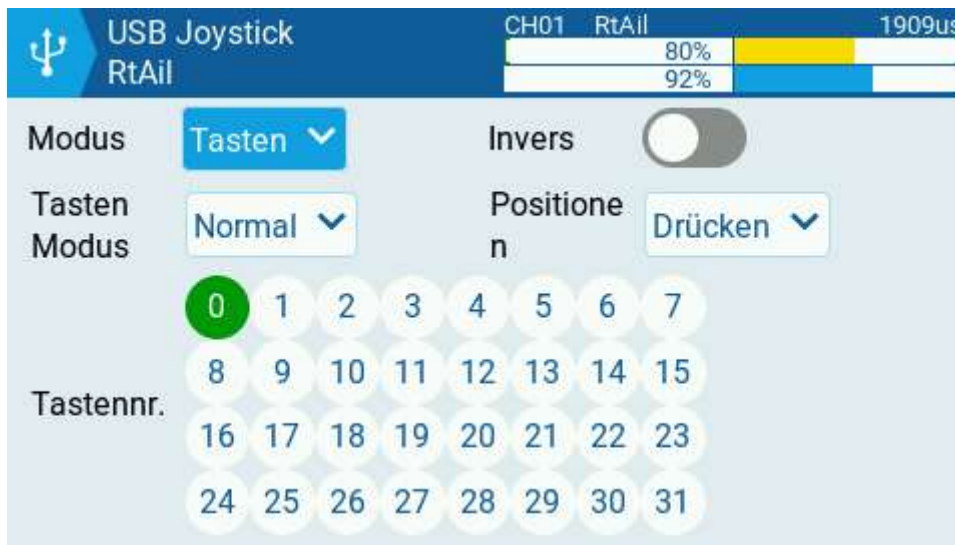 USB Joystick
RtAil
CH01 RtAil 1909us
80%
92%
Modus Tasten Invers
Tasten Modus Normal Positione
n Drücken
0 1 2 3 4 5 6 7
8 9 10 11 12 13 14 15
Tastennr.
16 17 18 19 20 21 22 23
24 25 26 27 28 29 30 31